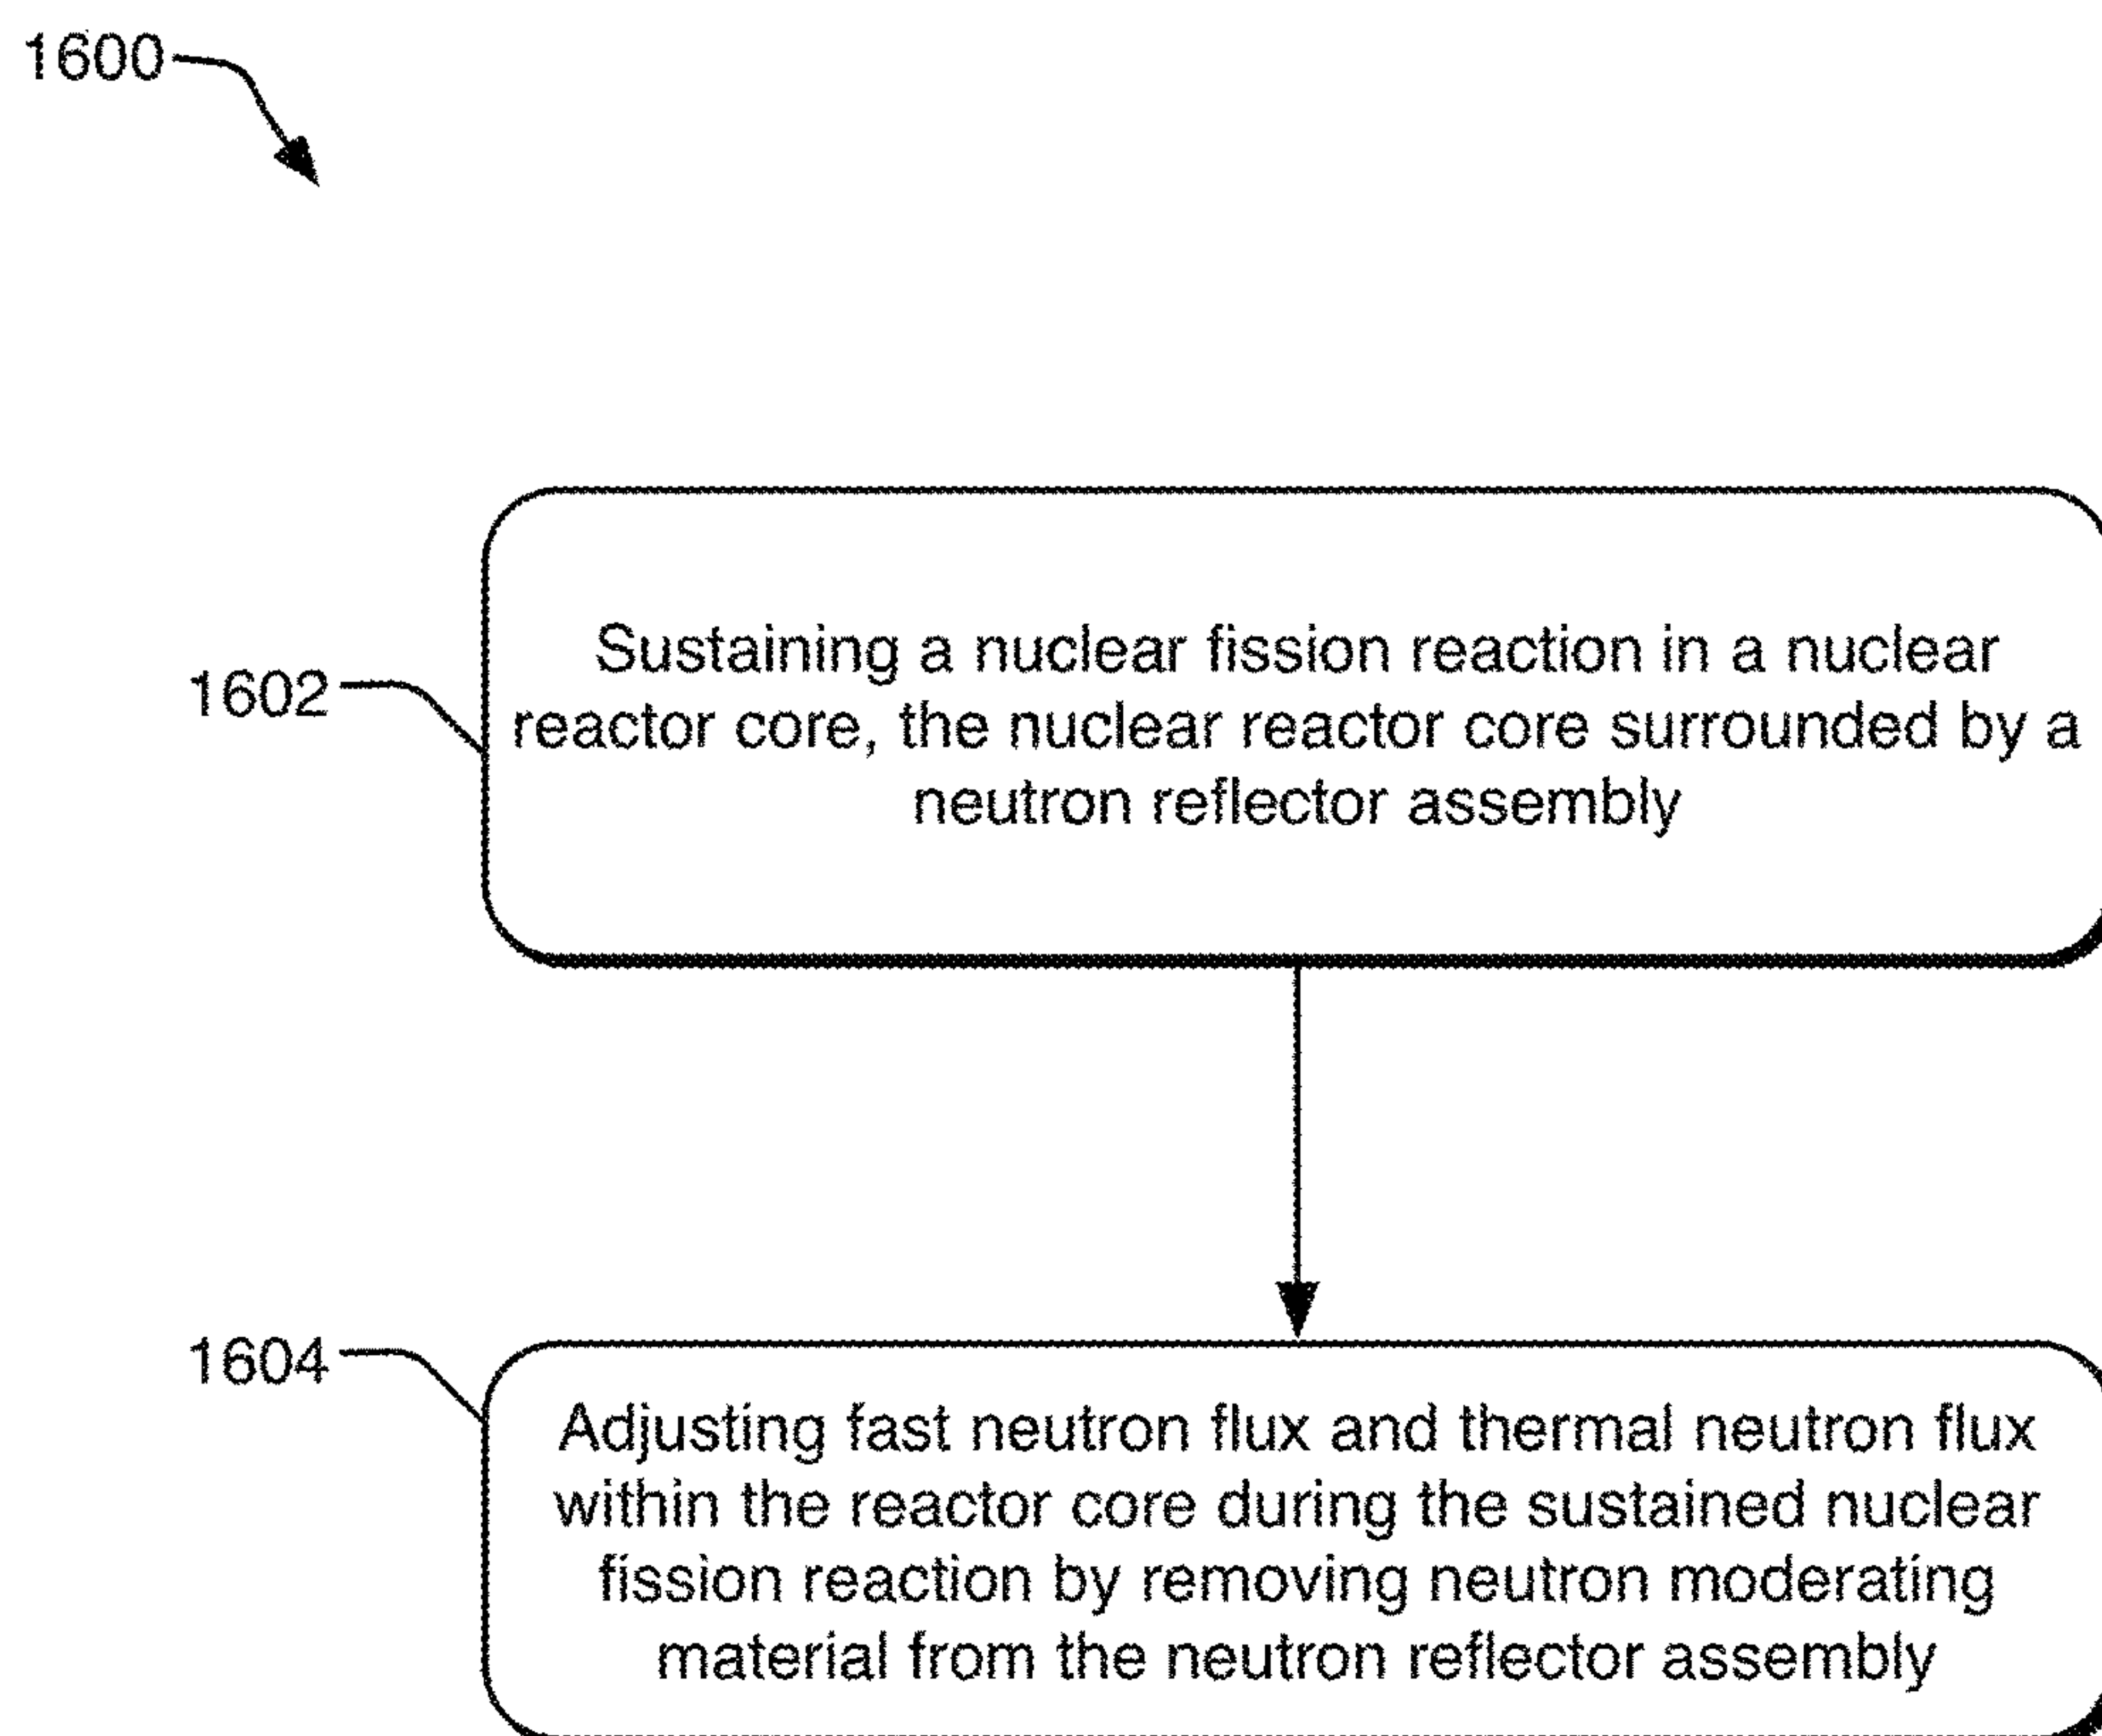 1600
1602
Sustaining a nuclear fission reaction in a nuclear
reactor core, the nuclear reactor core surrounded by a
neutron reflector assembly
1604
Adjusting fast neutron flux and thermal neutron flux
within the reactor core during the sustained nuclear
fission reaction by removing neutron moderating
material from the neutron reflector assembly